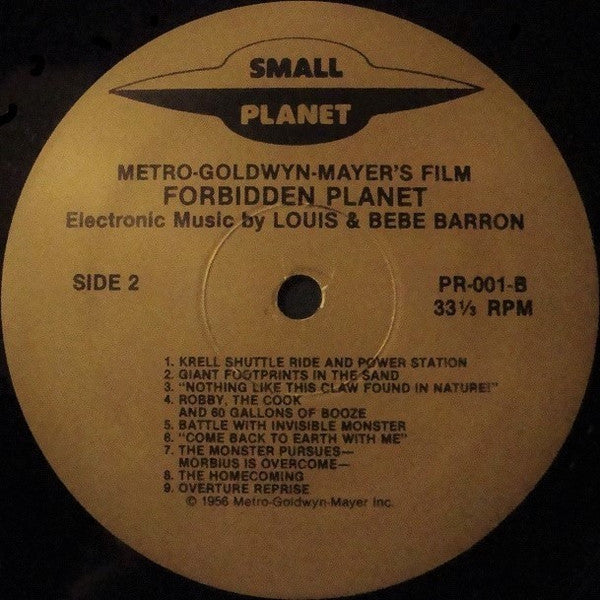 SMALL
PLANET
METRO-GOLDWYN-MAYER'S FILM
FORBIDDEN PLANET
Electronic Music by LOUIS & BEBE BARRON
SIDE 2
PR-001-B
33⅓ RPM
1. KRELL SHUTTLE RIDE AND POWER STATION
2. GIANT FOOTPRINTS IN THE SAND
3. "NOTHING LIKE THIS CLAW FOUND IN NATURE!"
4. ROBBY, THE COOK
AND 60 GALLONS OF BOOZE
5. BATTLE WITH INVISIBLE MONSTER
6. "COME BACK TO EARTH WITH ME"
7. THE MONSTER PURSUES—
MORBIUS IS OVERCOME—
8. THE HOMECOMING
9. OVERTURE REPRISE
© 1956 Metro-Goldwyn-Mayer Inc.